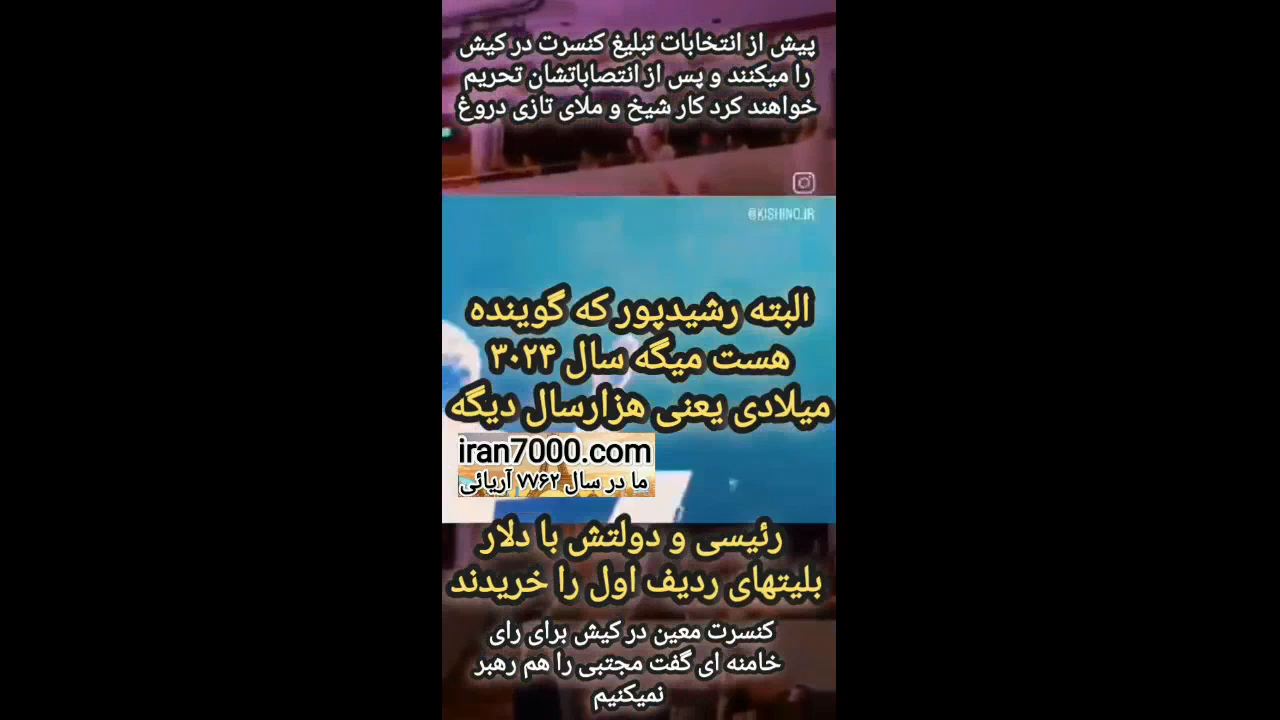 پیش از انتخابات تبلیغ کنسرت در کیش
را میکنند و پس از انتصاباتشان تحریم
خواهند کرد کار شیخ و ملای تازی دروغ
@KISHINO.IR
البته رشیدپور که گوینده
هست میگه سال ۳۰۲۴
میلادی یعنی هزارسال دیگه
iran7000.com
ما در سال ۷۷۶۲ آریائی
رئیسی و دولتش با دلار
بلیتهای ردیف اول را خریدند
کنسرت معین در کیش برای رای
خامنه ای گفت مجتبی را هم رهبر
نمیکنیم